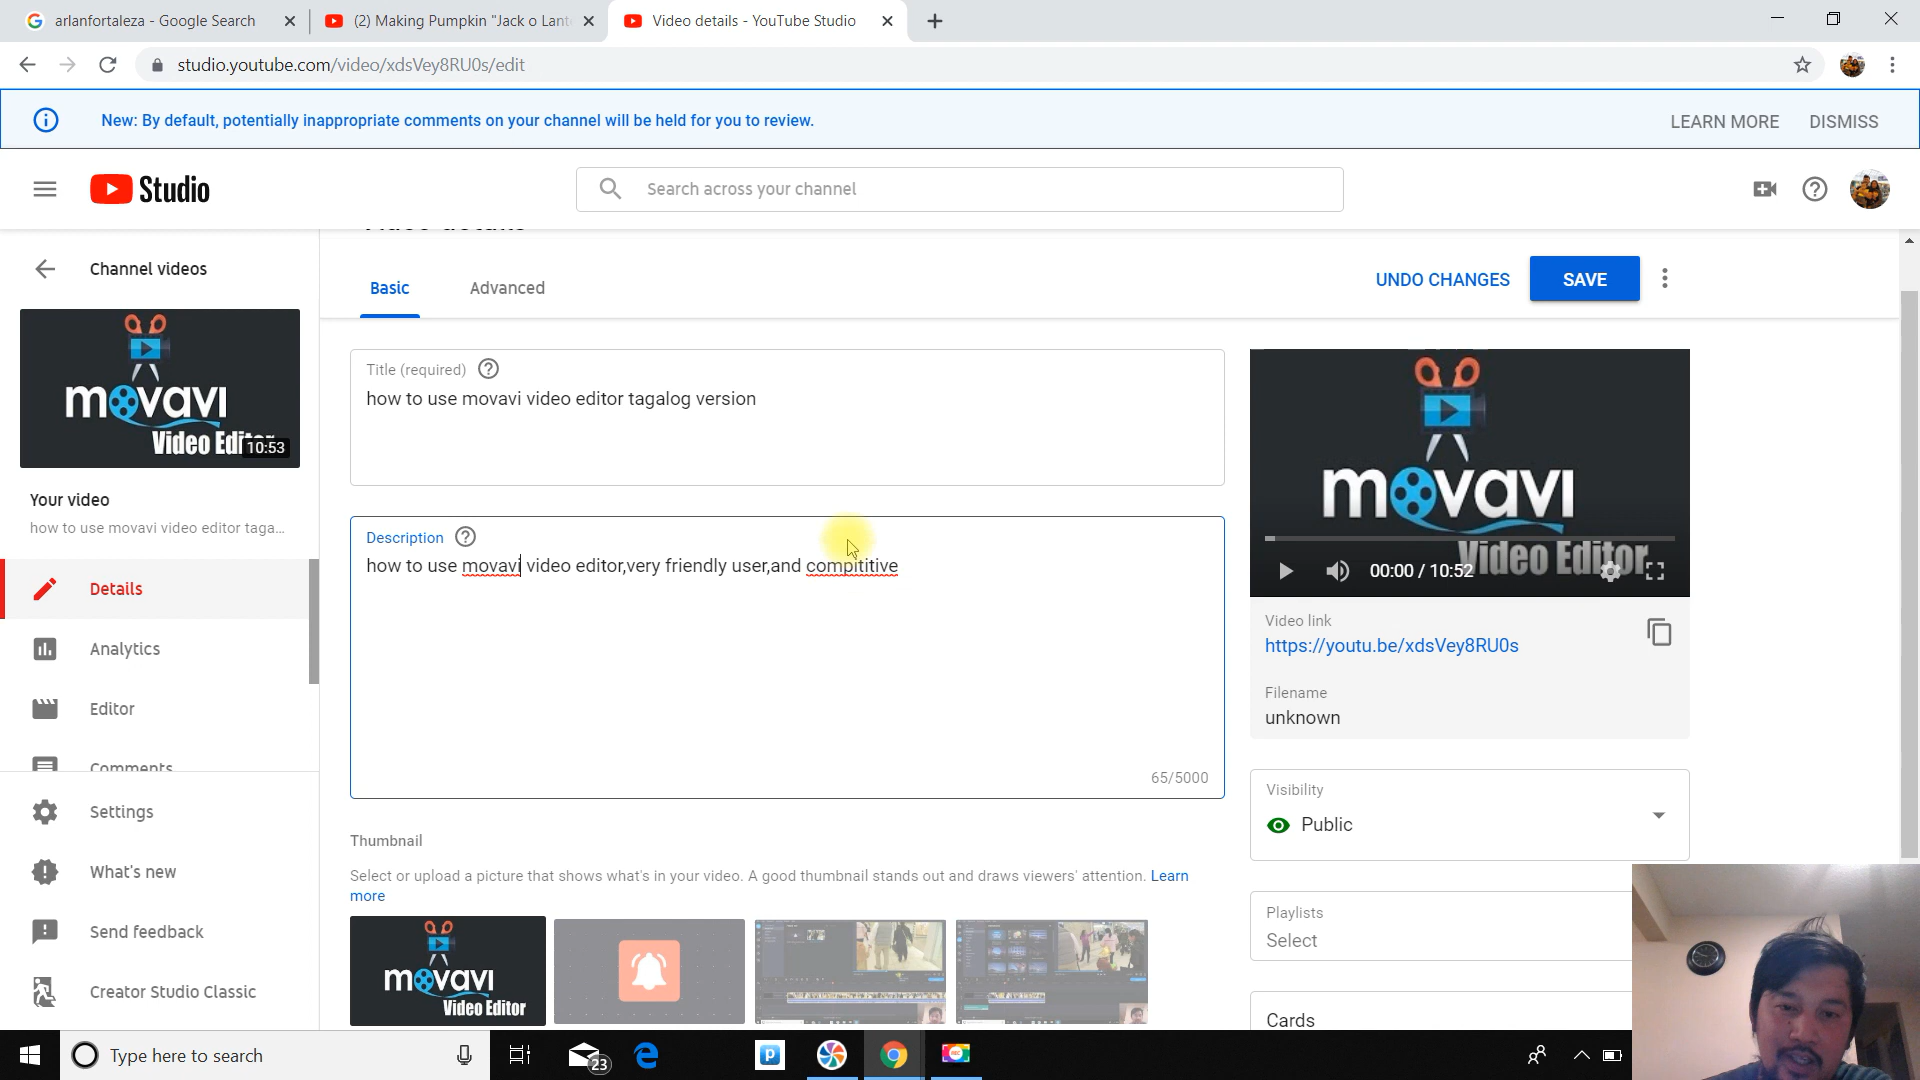 arlanfortaleza - Google Search
(2) Making Pumpkin "Jack o Lant
Video details - YouTube Studio
studio.youtube.com/video/xdsVey8RU0s/edit
New: By default, potentially inappropriate comments on your channel will be held for you to review.
LEARN MORE
DISMISS
Studio
Search across your channel
Channel videos
Basic
Advanced
UNDO CHANGES
SAVE
movavi
Video Editor
10:53
Your video
how to use movavi video editor taga...
Details
Analytics
Editor
Comments
Settings
What's new
Send feedback
Creator Studio Classic
Title (required)
how to use movavi video editor tagalog version
Description
how to use movavi video editor,very friendly user,and compititive
65/5000
Thumbnail
Select or upload a picture that shows what's in your video. A good thumbnail stands out and draws viewers' attention. Learn
more
movavi
Video Editor
movavi
Video Editor
00:00 / 10:52
Video link
https://youtu.be/xdsVey8RU0s
Filename
unknown
Visibility
Public
Playlists
Select
Cards
Type here to search
23